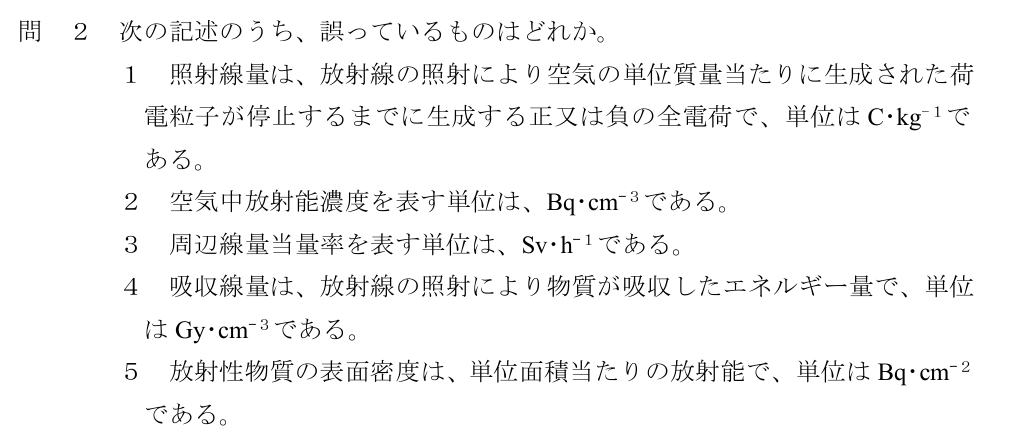 問　２　次の記述のうち、誤っているものはどれか。
１　照射線量は、放射線の照射により空気の単位質量当たりに生成された荷
電粒子が停止するまでに生成する正又は負の全電荷で、単位は C･kg⁻¹で
ある。
２　空気中放射能濃度を表す単位は、Bq･cm⁻³である。
３　周辺線量当量率を表す単位は、Sv･h⁻¹である。
４　吸収線量は、放射線の照射により物質が吸収したエネルギー量で、単位
は Gy･cm⁻³である。
５　放射性物質の表面密度は、単位面積当たりの放射能で、単位は Bq･cm⁻²
である。